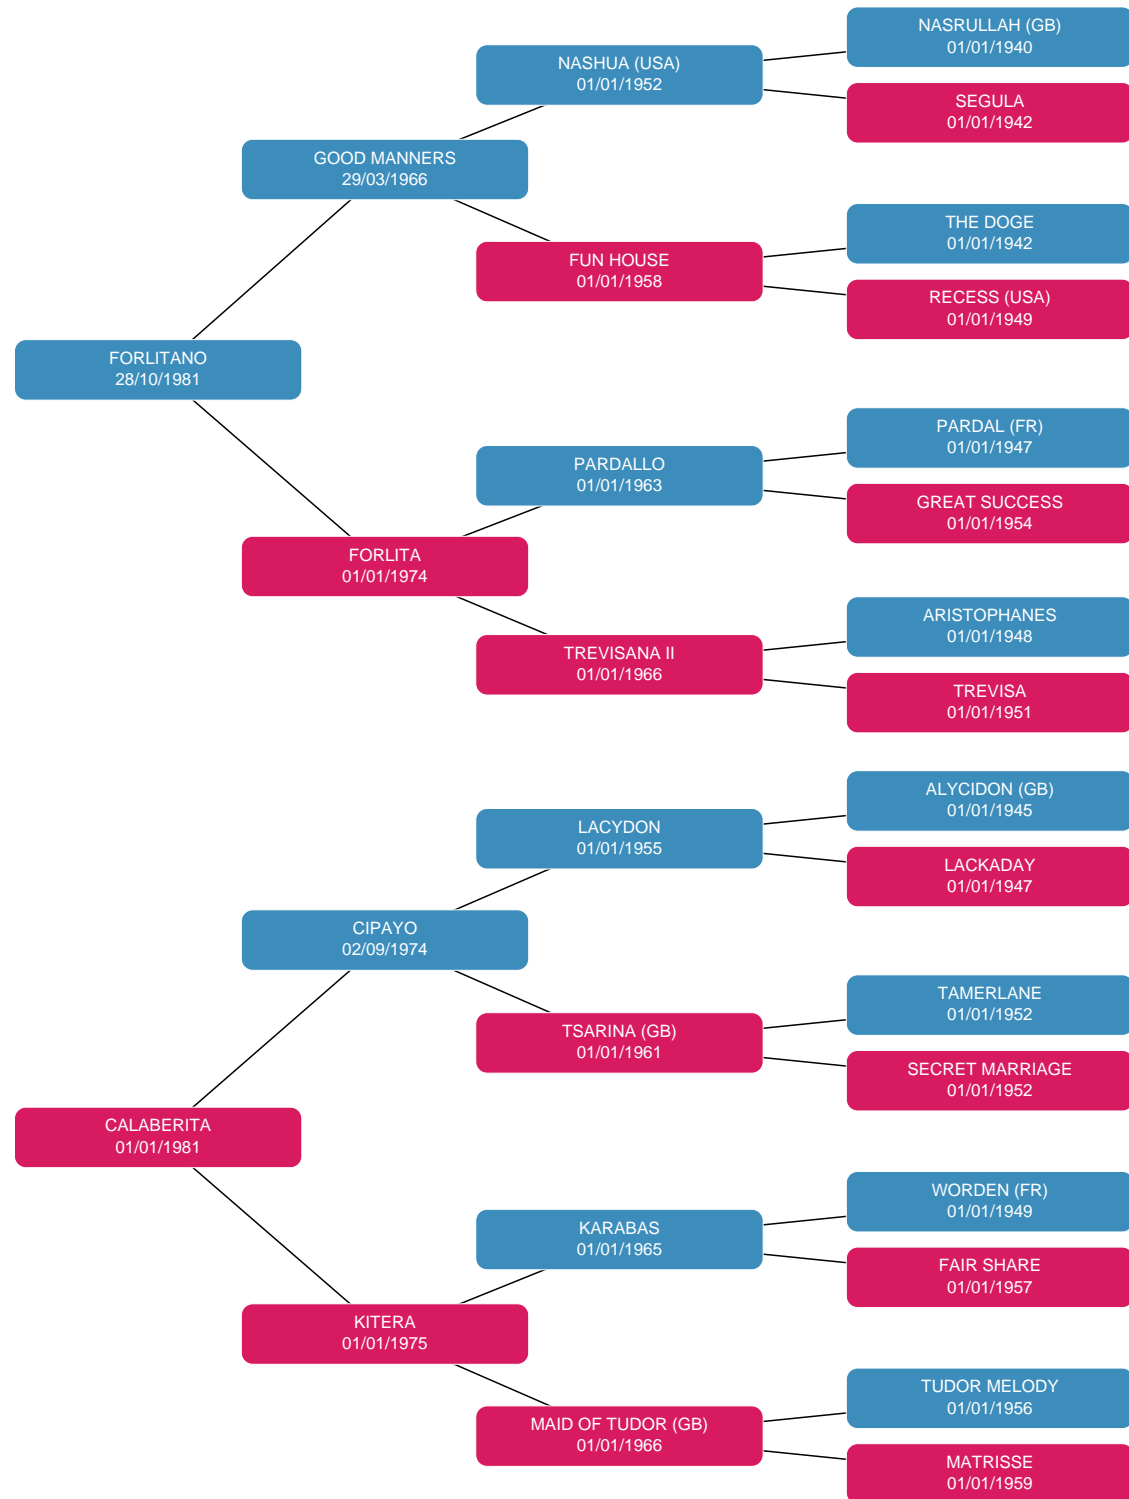 NASRULLAH (GB)
01/01/1940
NASHUA (USA)
01/01/1952
SEGULA
01/01/1942
GOOD MANNERS
29/03/1966
THE DOGE
01/01/1942
FUN HOUSE
01/01/1958
RECESS (USA)
01/01/1949
FORLITANO
28/10/1981
PARDAL (FR)
01/01/1947
PARDALLO
01/01/1963
GREAT SUCCESS
01/01/1954
FORLITA
01/01/1974
ARISTOPHANES
01/01/1948
TREVISANA II
01/01/1966
TREVISA
01/01/1951
ALYCIDON (GB)
01/01/1945
LACYDON
01/01/1955
LACKADAY
01/01/1947
CIPAYO
02/09/1974
TAMERLANE
01/01/1952
TSARINA (GB)
01/01/1961
SECRET MARRIAGE
01/01/1952
CALABERITA
01/01/1981
WORDEN (FR)
01/01/1949
KARABAS
01/01/1965
FAIR SHARE
01/01/1957
KITERA
01/01/1975
TUDOR MELODY
01/01/1956
MAID OF TUDOR (GB)
01/01/1966
MATRISSE
01/01/1959